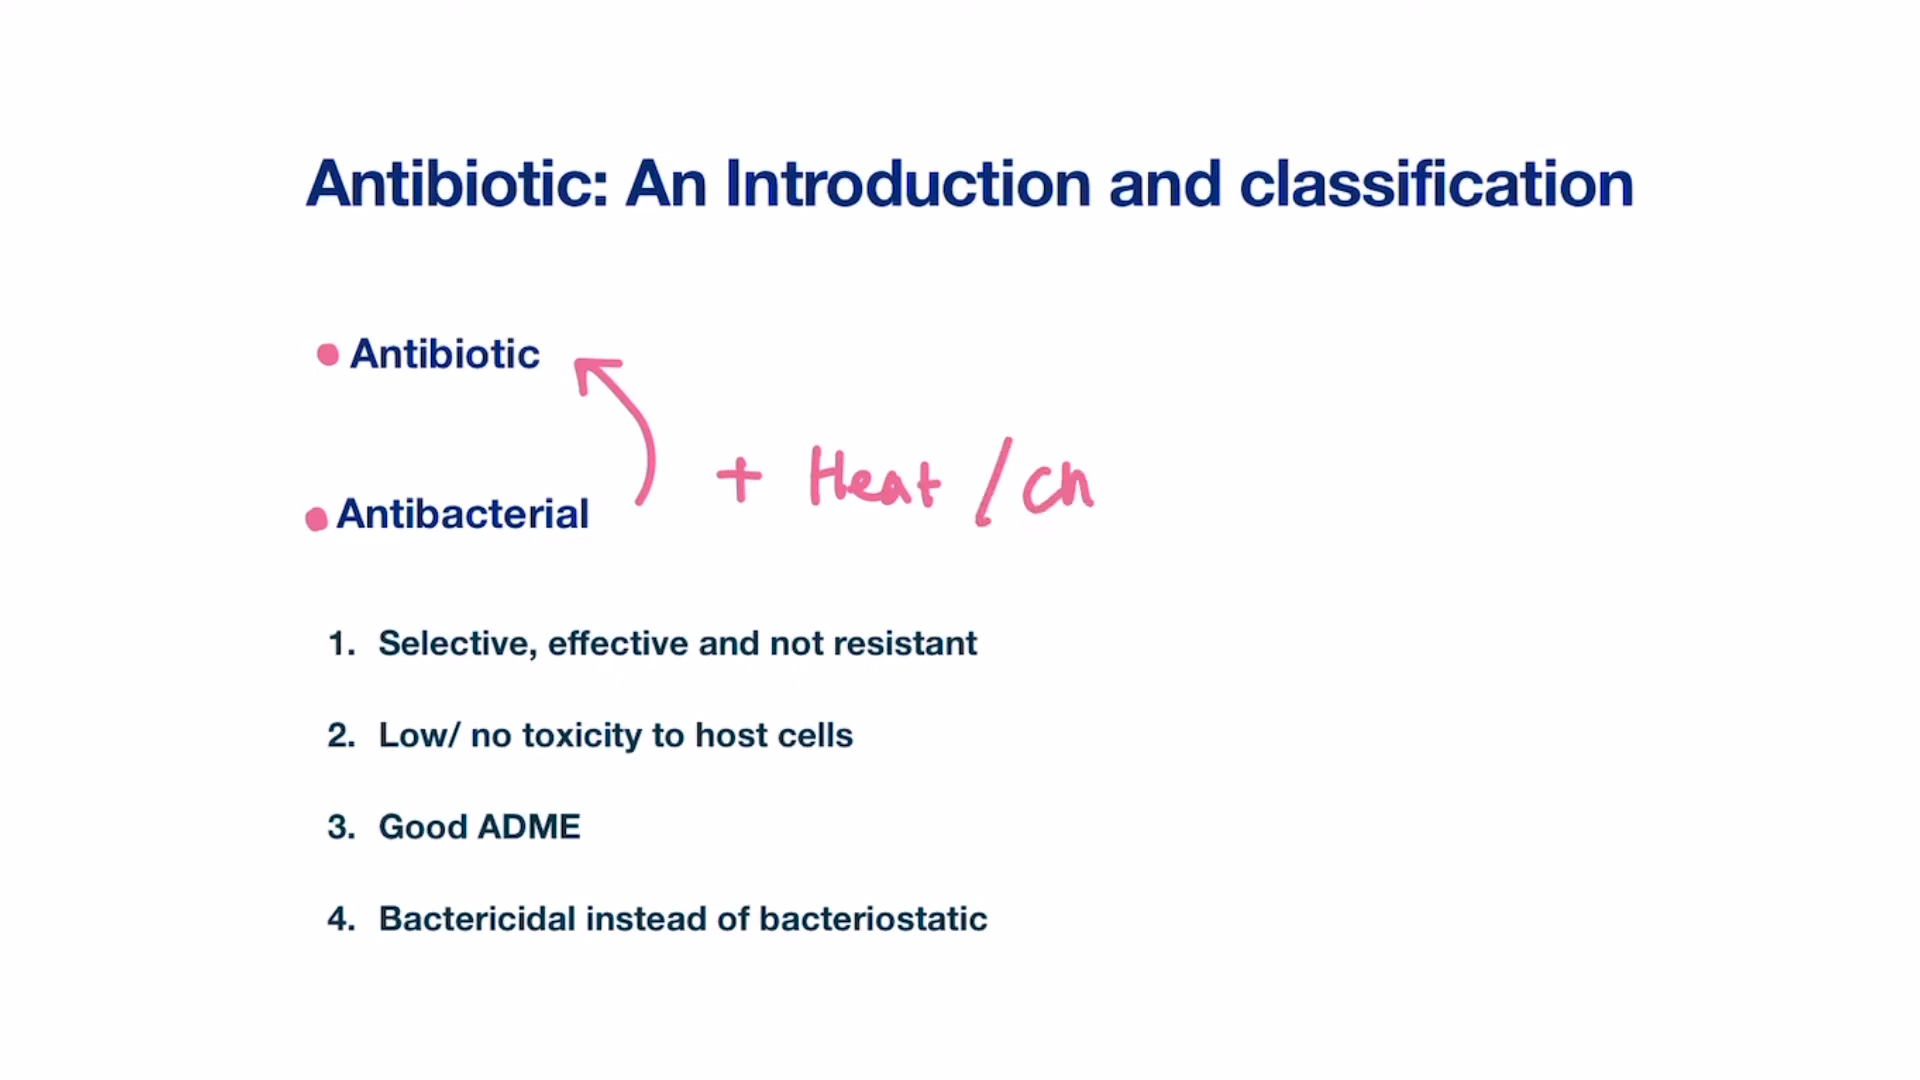 Antibiotic: An Introduction and classification
Antibiotic
Antibacterial
+ Heat / Ch
1. Selective, effective and not resistant
2. Low/ no toxicity to host cells
3. Good ADME
4. Bactericidal instead of bacteriostatic